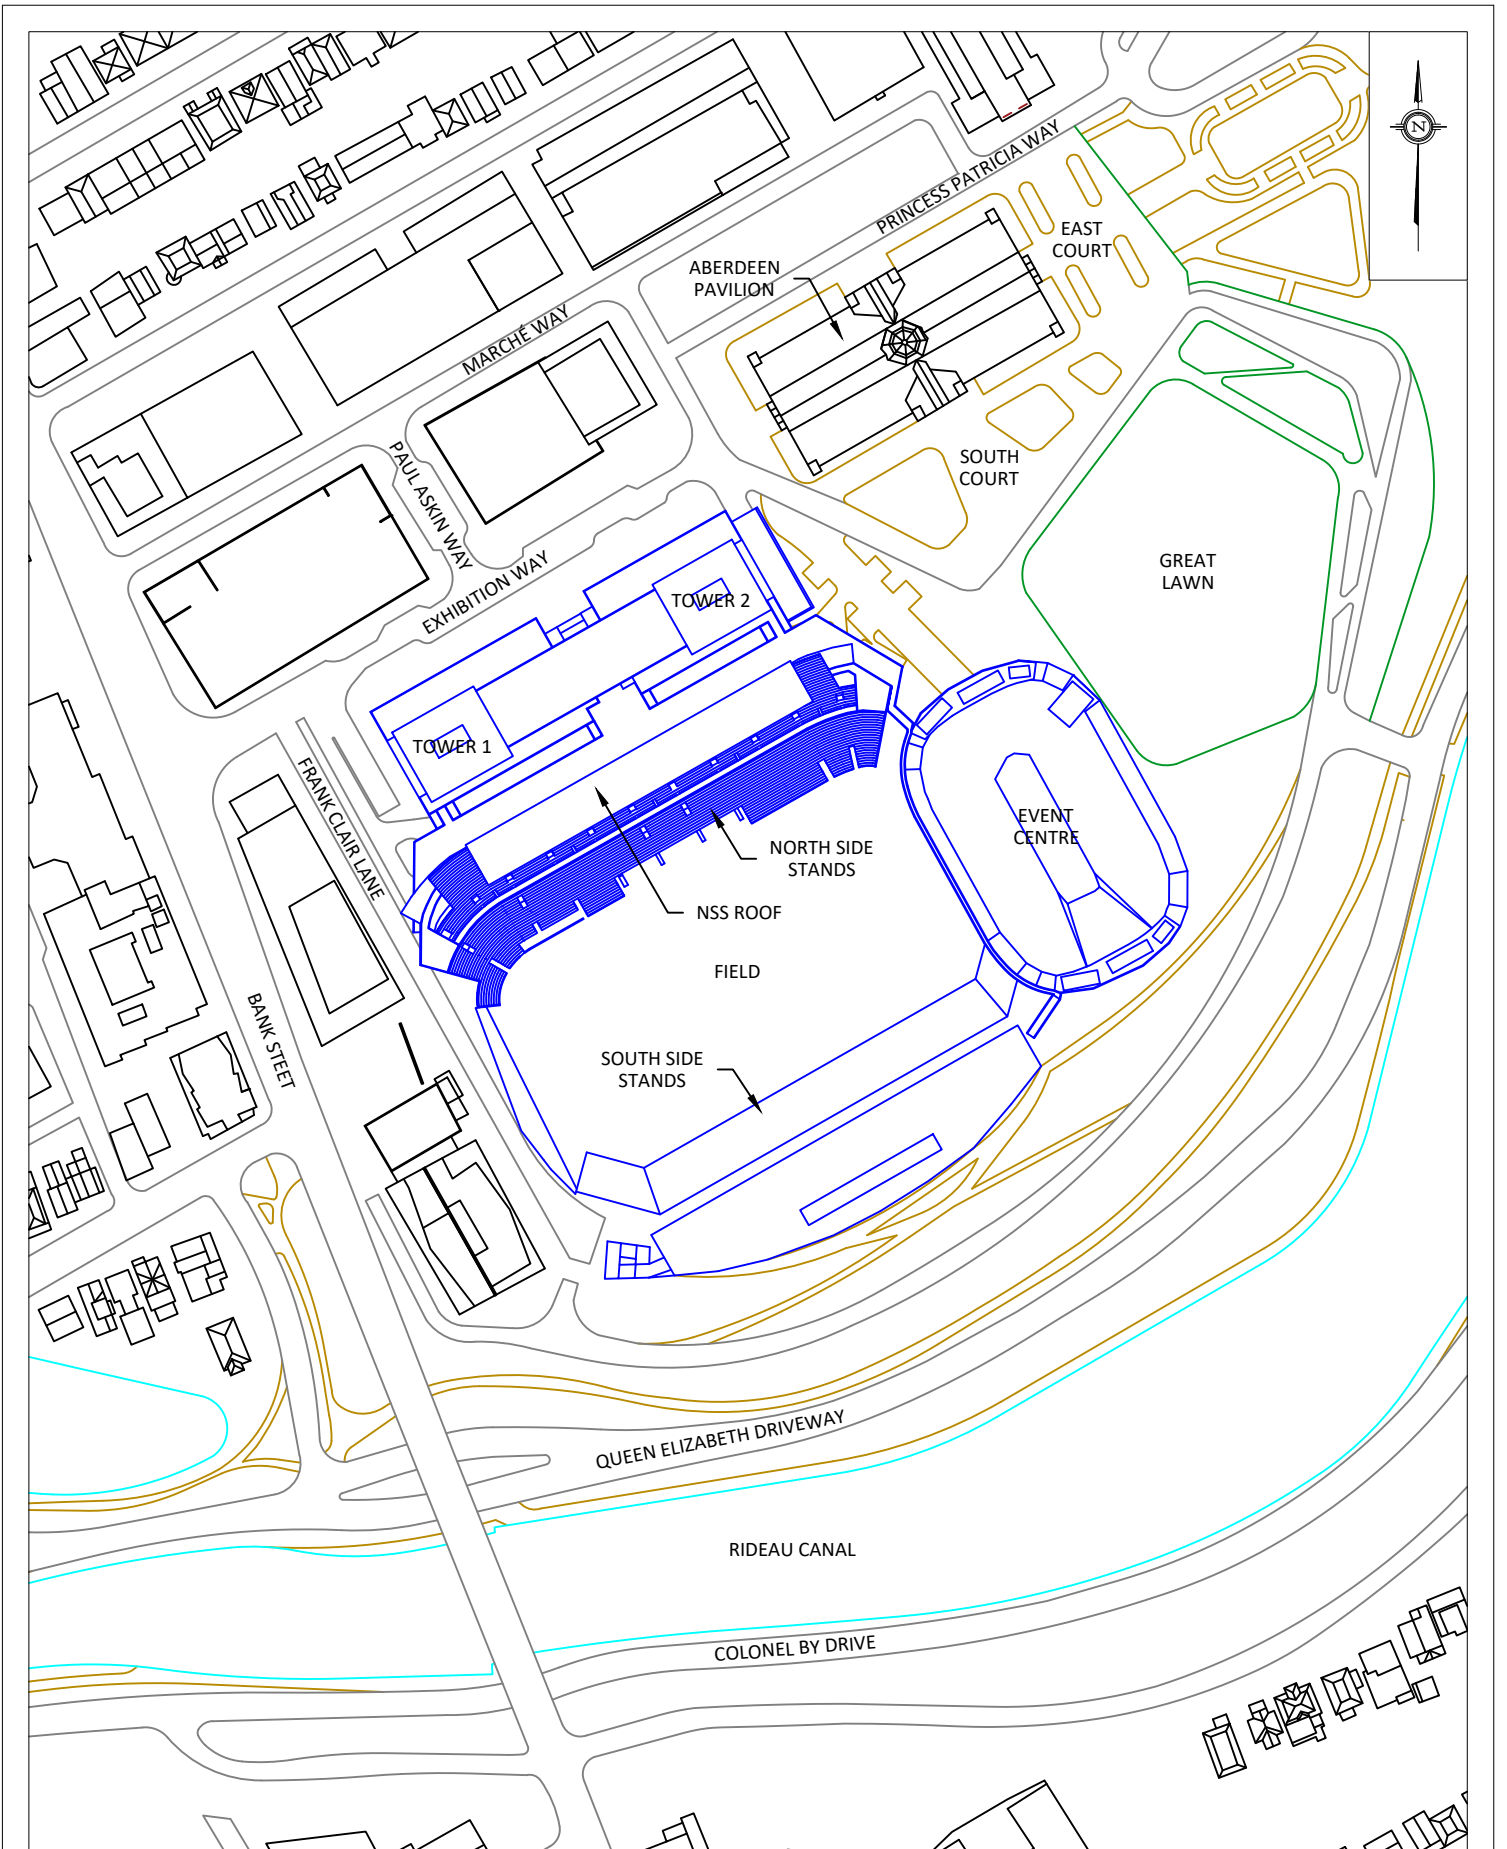 N
PRINCESS PATRICIA WAY
EAST
COURT
ABERDEEN
PAVILION
MARCHÉ WAY
SOUTH
COURT
PAUL ASKIN WAY
GREAT
LAWN
EXHIBITION WAY
TOWER 2
TOWER 1
FRANK CLAIR LANE
EVENT
CENTRE
NORTH SIDE
STANDS
NSS ROOF
FIELD
BANK STEET
SOUTH SIDE
STANDS
QUEEN ELIZABETH DRIVEWAY
RIDEAU CANAL
COLONEL BY DRIVE